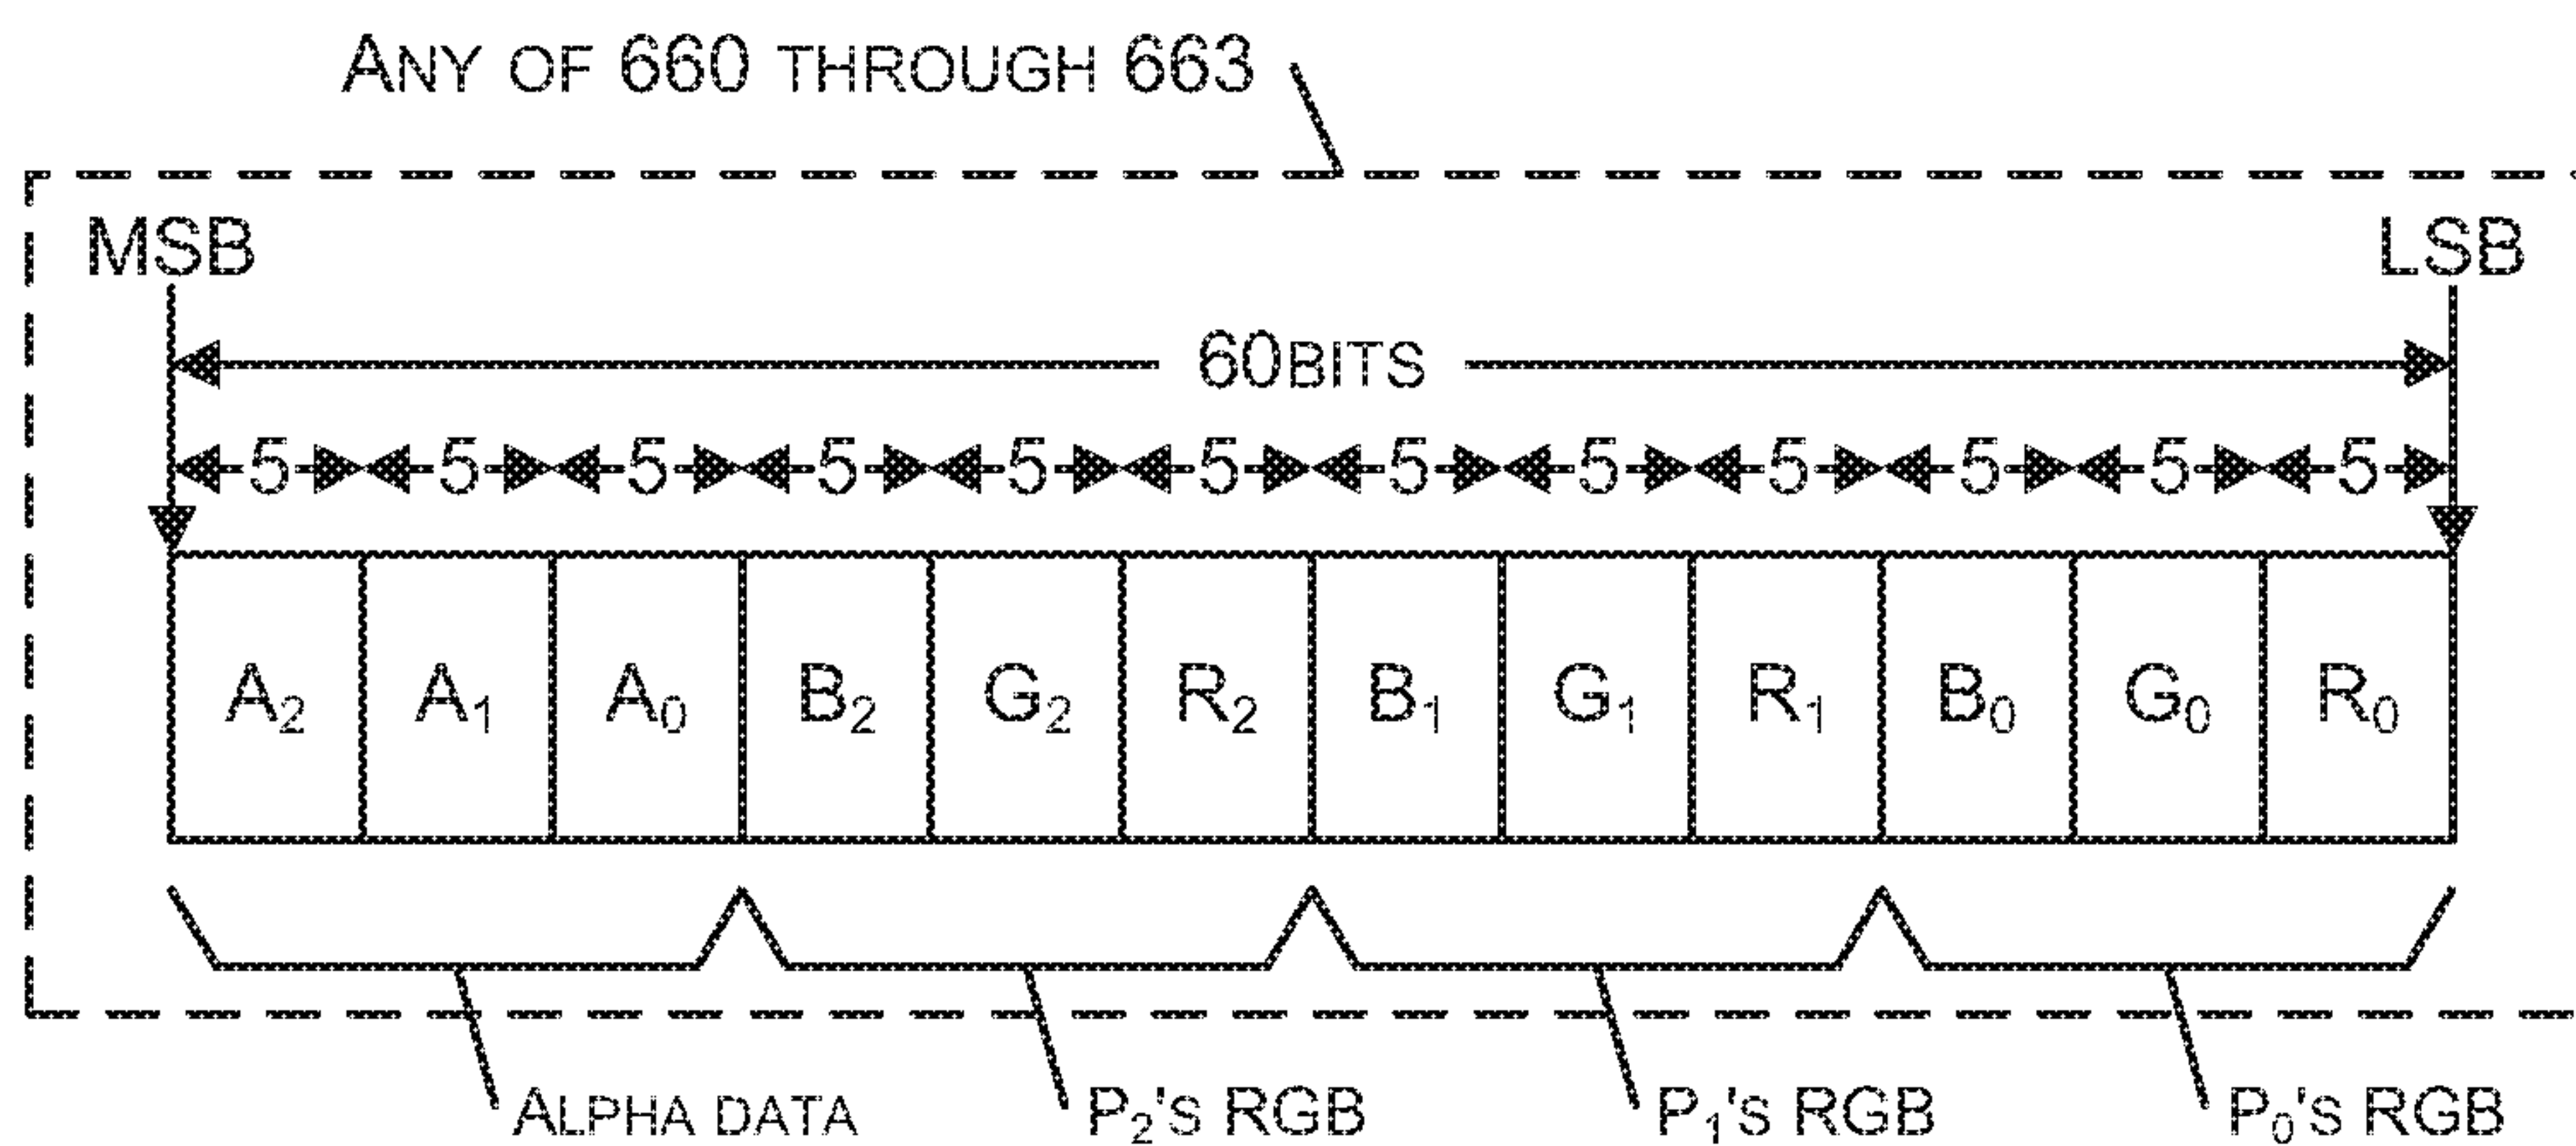 ANY OF 660 THROUGH 663
MSB LSB
60BITS
5 5 5 5 5 5 5 5 5 5 5 5
A₂ A₁ A₀ B₂ G₂ R₂ B₁ G₁ R₁ B₀ G₀ R₀
ALPHA DATA P₂'S RGB P₁'S RGB P₀'S RGB